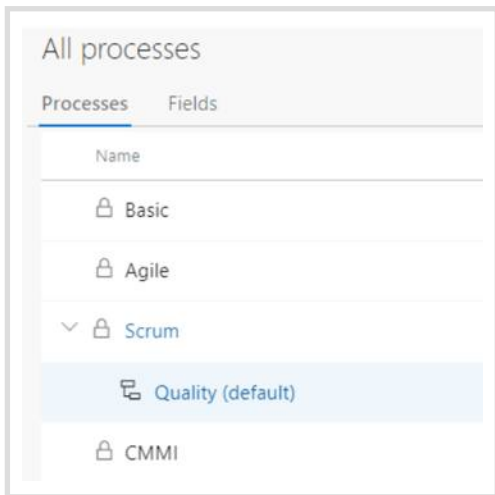 All processes
Processes Fields
Name
Basic
Agile
Scrum
Quality (default)
CMMI